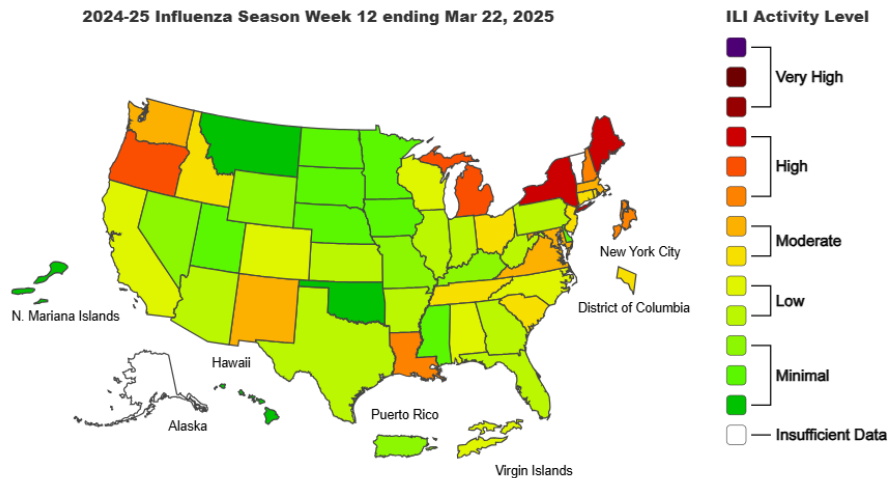 2024-25 Influenza Season Week 12 ending Mar 22, 2025
ILI Activity Level
Very High
High
Moderate
Low
Minimal
Insufficient Data
New York City
District of Columbia
N. Mariana Islands
Hawaii
Alaska
Puerto Rico
Virgin Islands